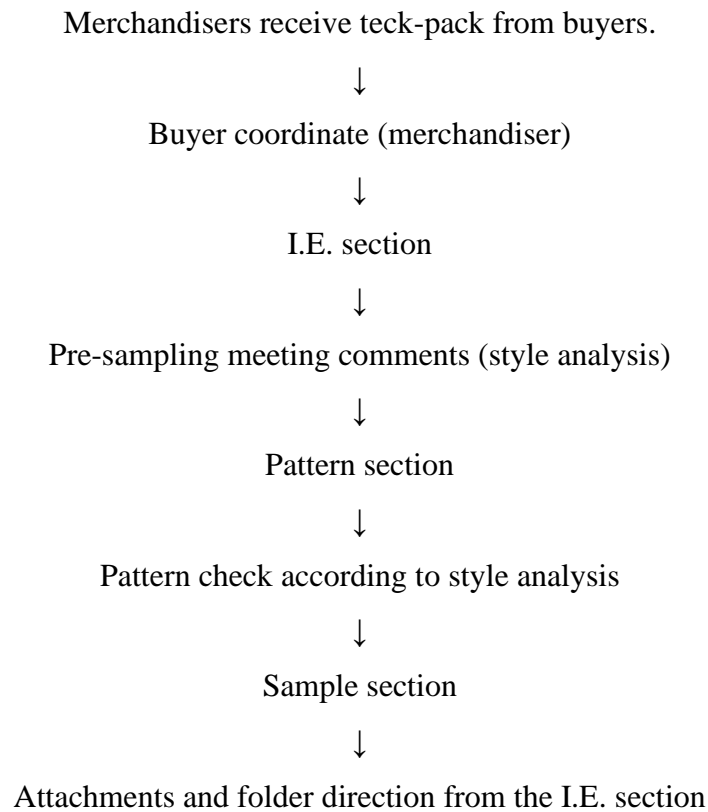 Merchandisers receive teck-pack from buyers.
↓
Buyer coordinate (merchandiser)
↓
I.E. section
↓
Pre-sampling meeting comments (style analysis)
↓
Pattern section
↓
Pattern check according to style analysis
↓
Sample section
↓
Attachments and folder direction from the I.E. section